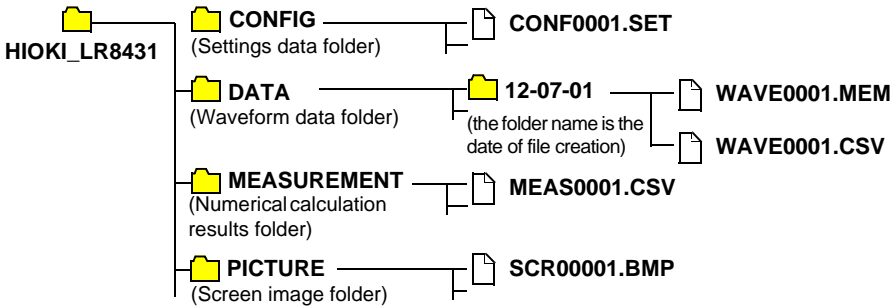 HIOKI_LR8431
CONFIG
(Settings data folder)
CONF0001.SET
DATA
(Waveform data folder)
12-07-01
(the folder name is the
date of file creation)
WAVE0001.MEM
WAVE0001.CSV
MEASUREMENT
(Numerical calculation
results folder)
MEAS0001.CSV
PICTURE
(Screen image folder)
SCR00001.BMP